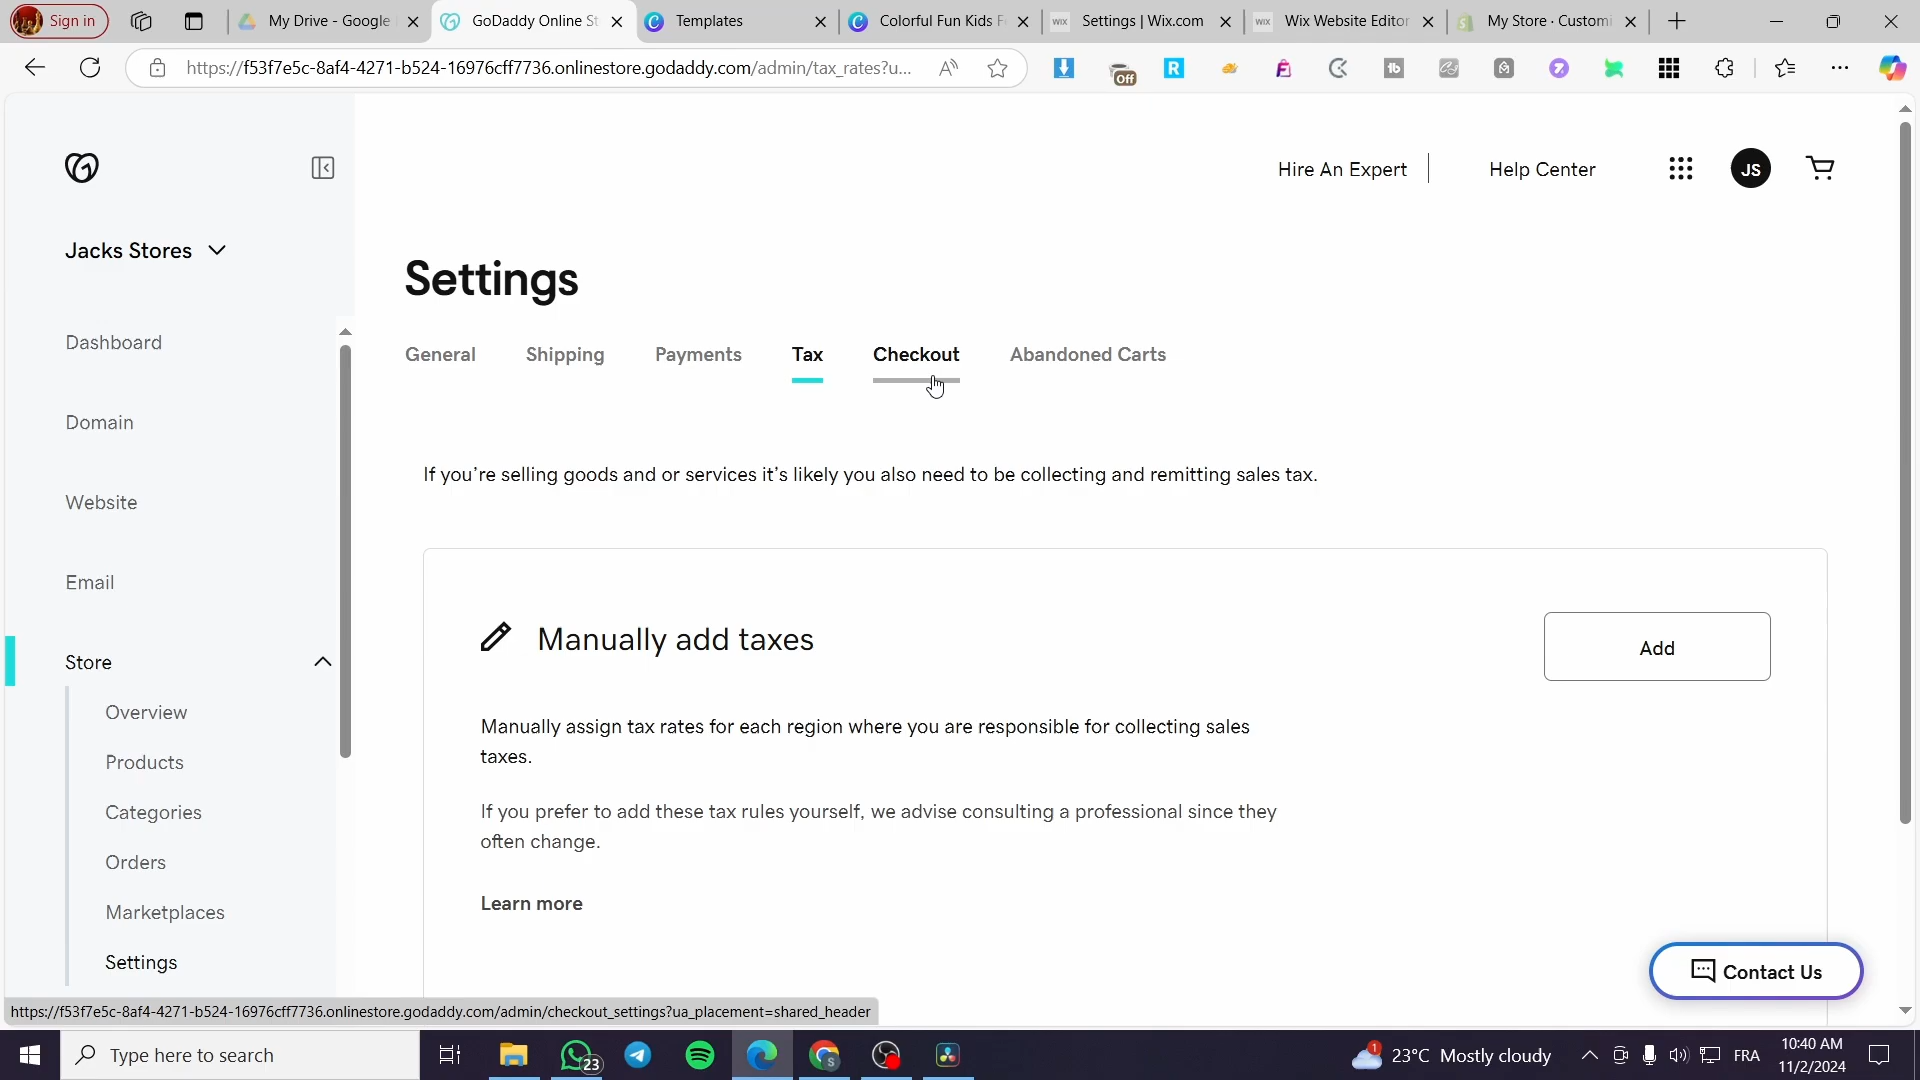 Sign in
My Drive - Google
GoDaddy Online St
Templates
Colorful Fun Kids F
WIX Settings | Wix.com
WIX Wix Website Editor
My Store · Customi
https://f53f7e5c-8af4-4271-b524-16976cff7736.onlinestore.godaddy.com/admin/tax_rates?u...
Off
Hire An Expert
Help Center
JS
Jacks Stores
Settings
General
Shipping
Payments
Tax
Checkout
Abandoned Carts
Dashboard
Domain
Website
Email
Store
Overview
Products
Categories
Orders
Marketplaces
Settings
If you're selling goods and or services it's likely you also need to be collecting and remitting sales tax.
Manually add taxes
Add
Manually assign tax rates for each region where you are responsible for collecting sales
taxes.
If you prefer to add these tax rules yourself, we advise consulting a professional since they
often change.
Learn more
Contact Us
https://f53f7e5c-8af4-4271-b524-16976cff7736.onlinestore.godaddy.com/admin/checkout_settings?ua_placement=shared_header
Type here to search
23
1
23°C Mostly cloudy
FRA
10:40 AM
11/2/2024